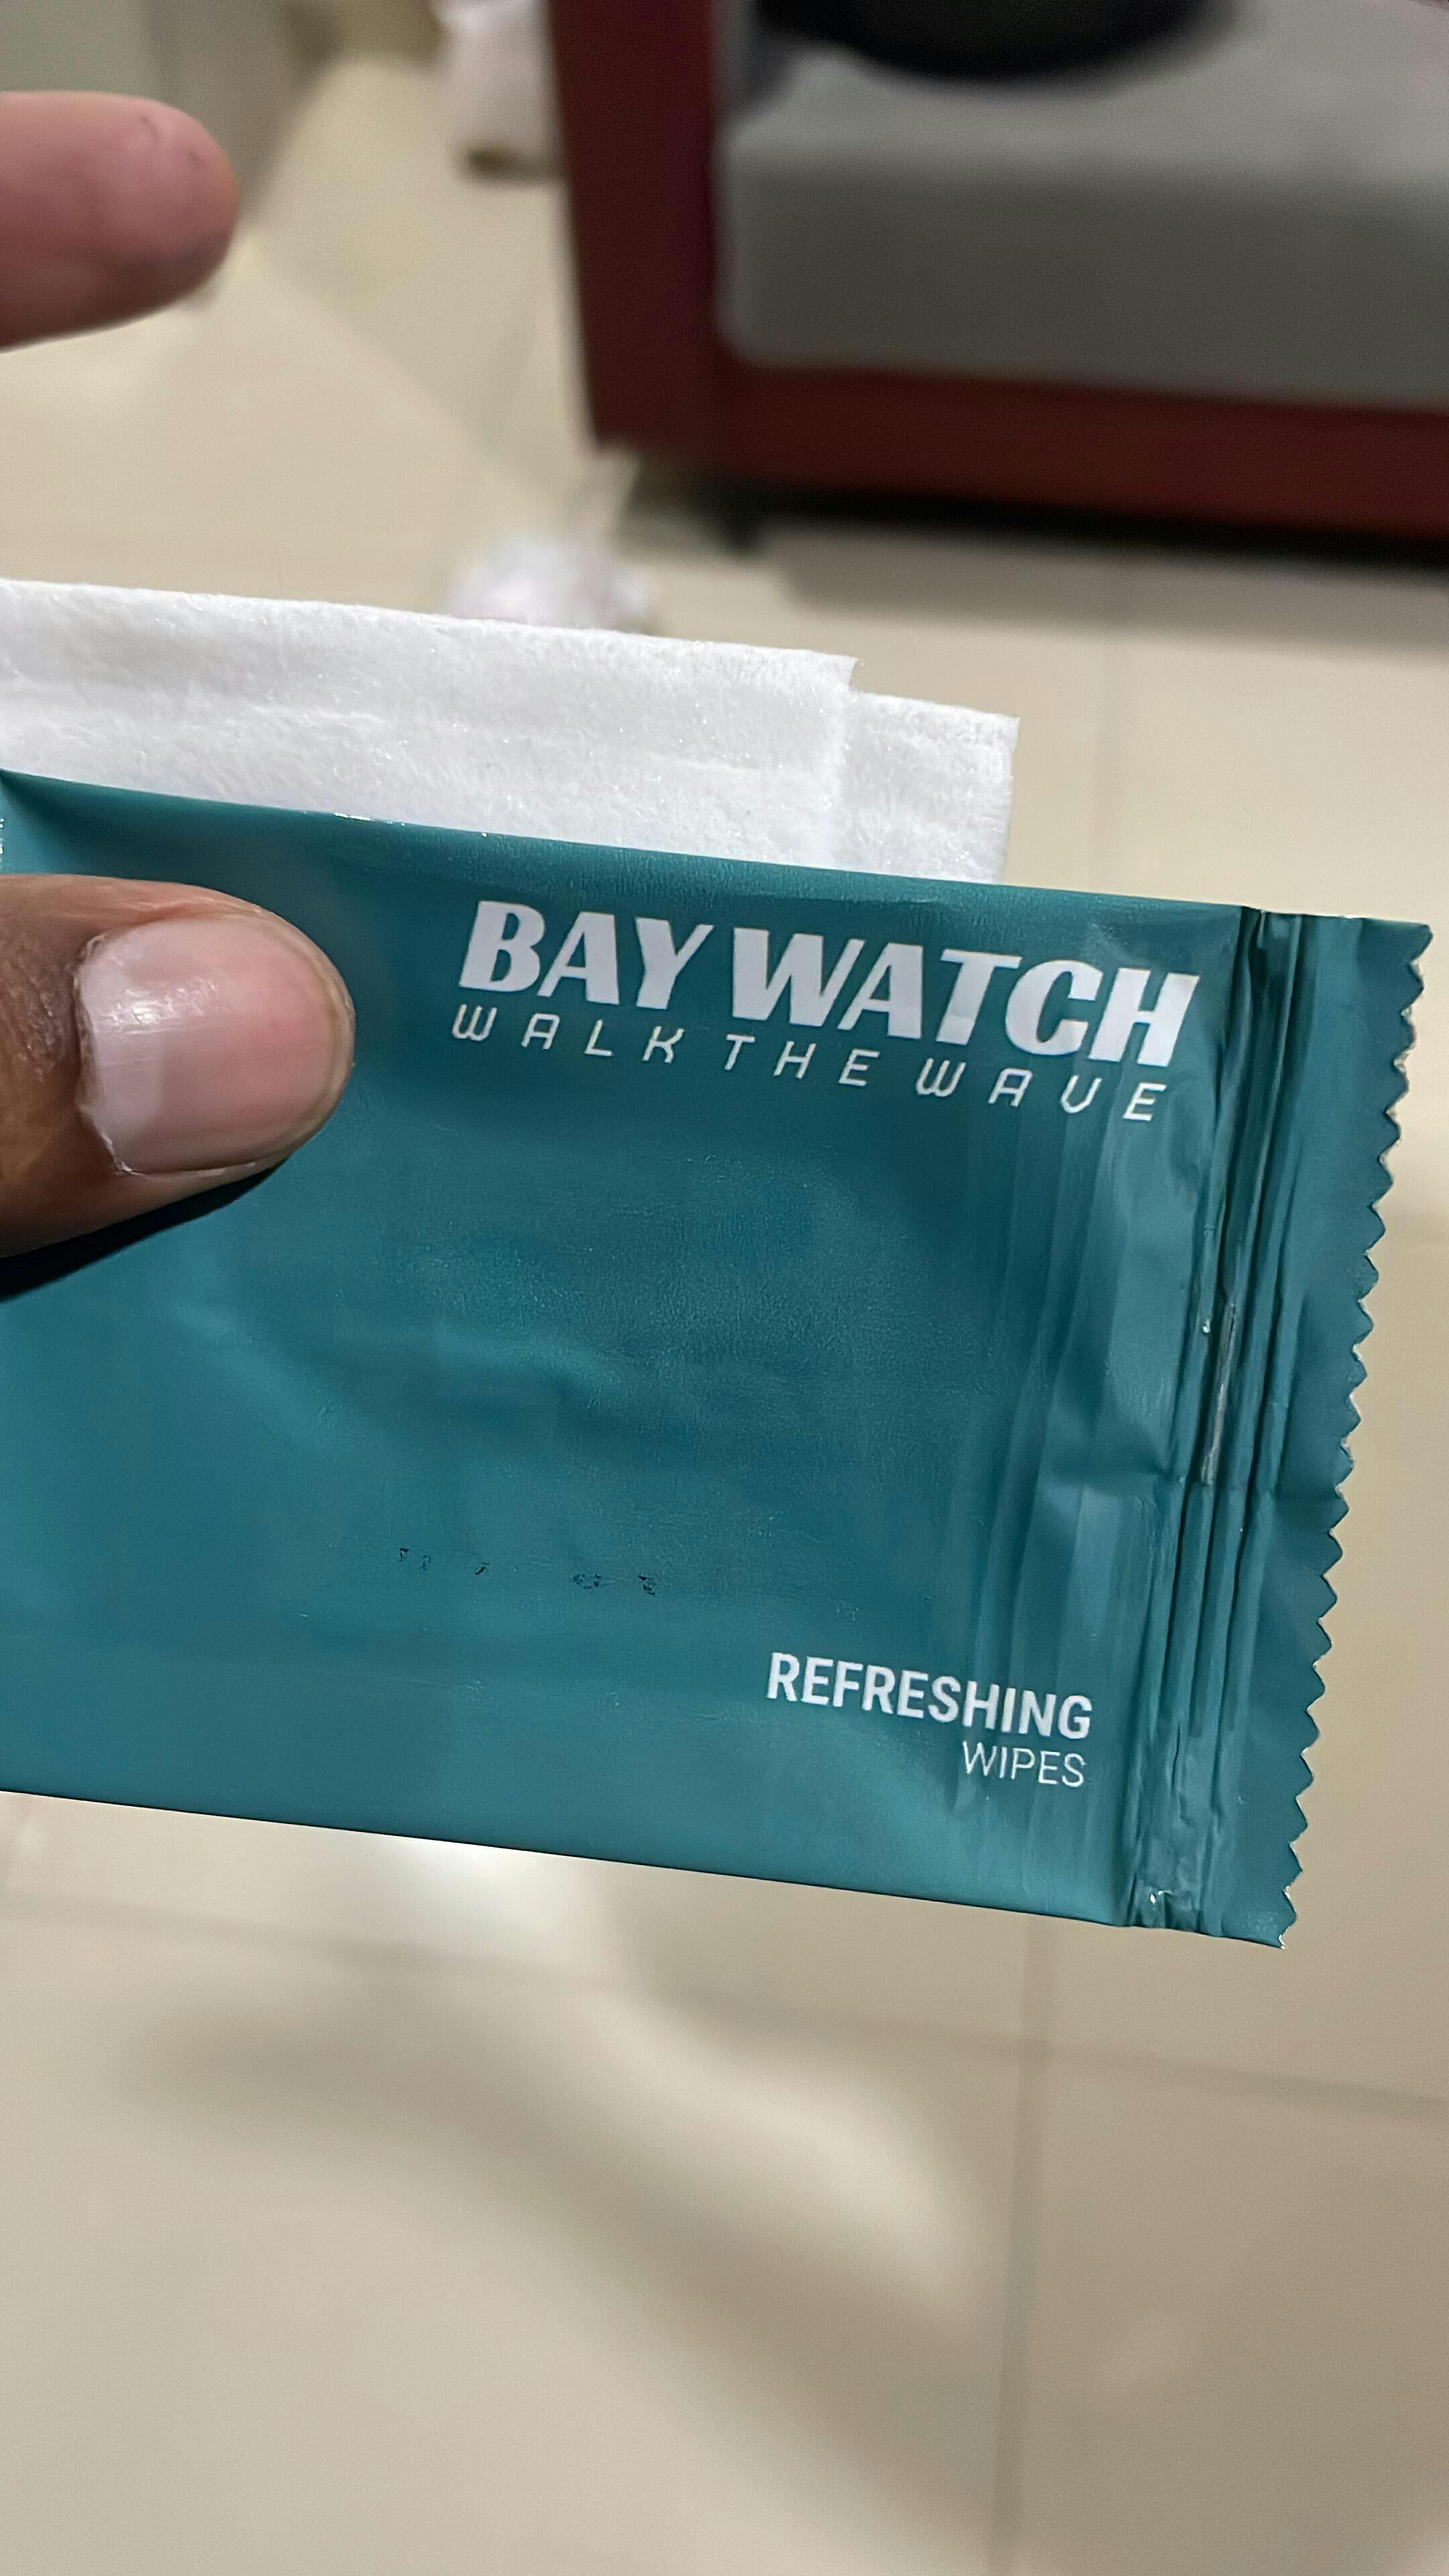 BAY WATCH
WALK THE WAVE
REFRESHING
WIPES